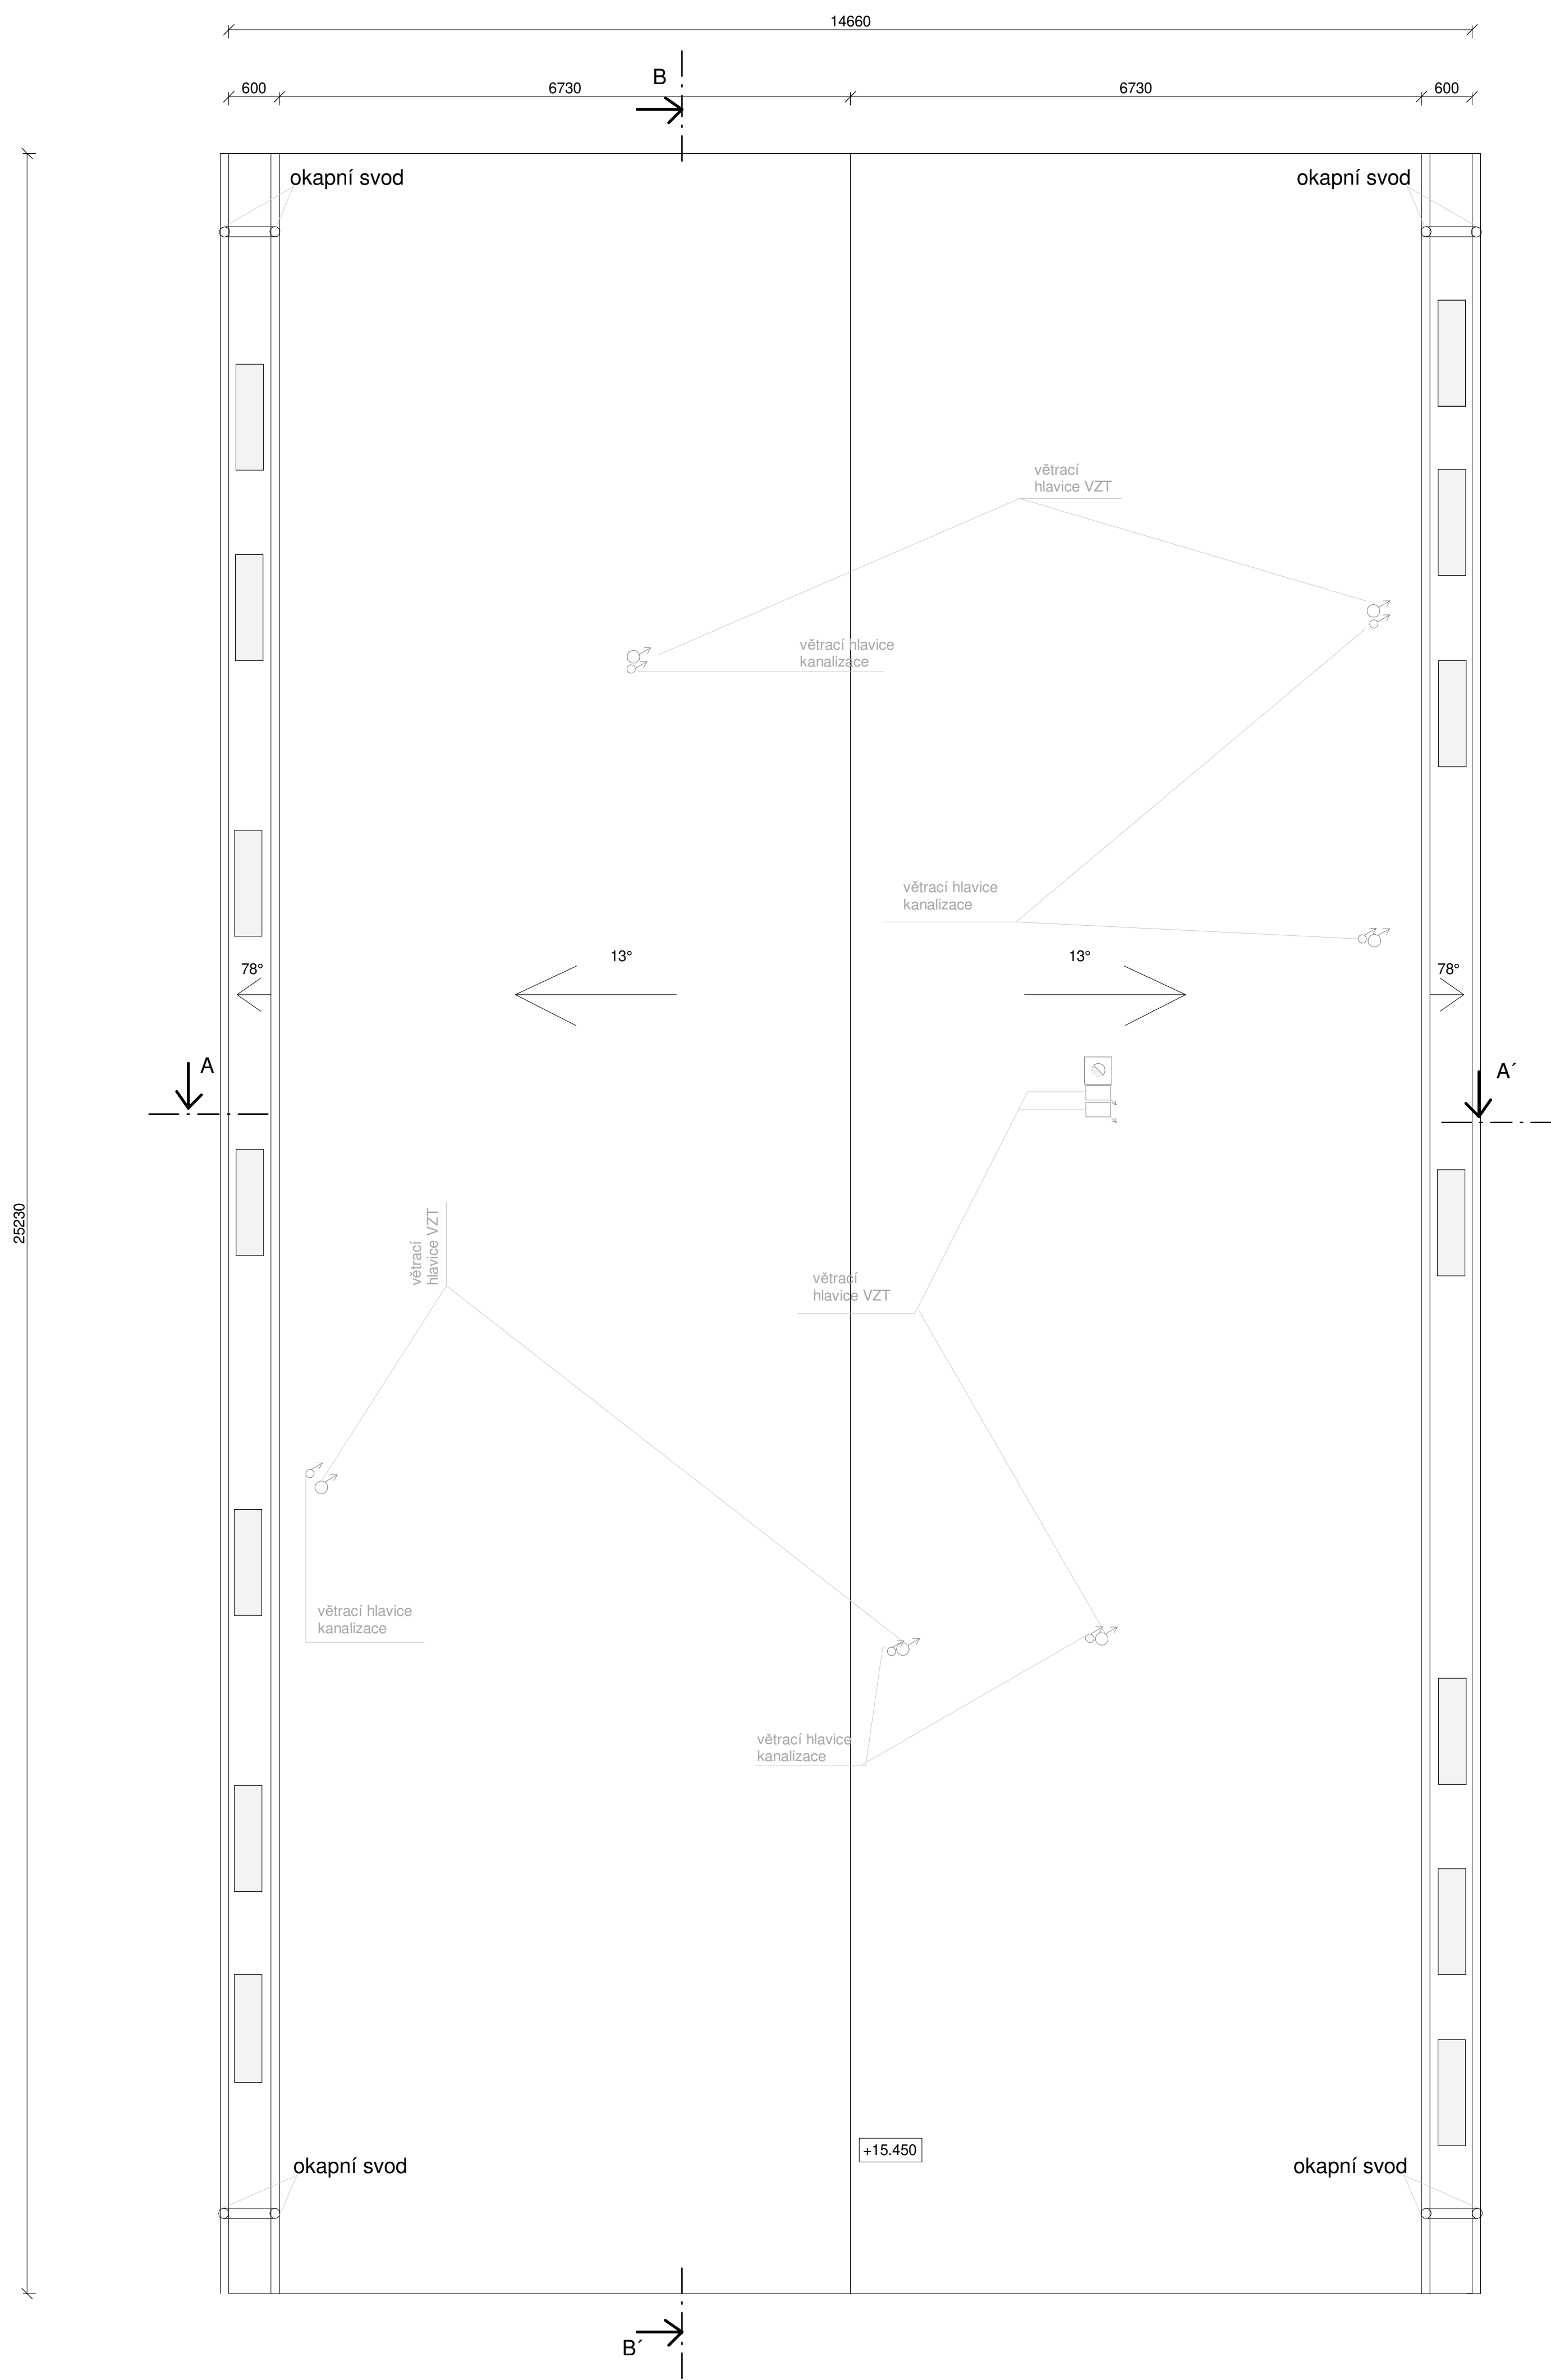 14660
600
6730
B
6730
600
okapní svod
okapní svod
větrací
hlavice VZT
větrací hlavice
kanalizace
větrací hlavice
kanalizace
13°
13°
78°
78°
A
A´
25230
větrací
hlavice VZT
větrací
hlavice VZT
větrací hlavice
kanalizace
větrací hlavice
kanalizace
+15.450
okapní svod
okapní svod
B´